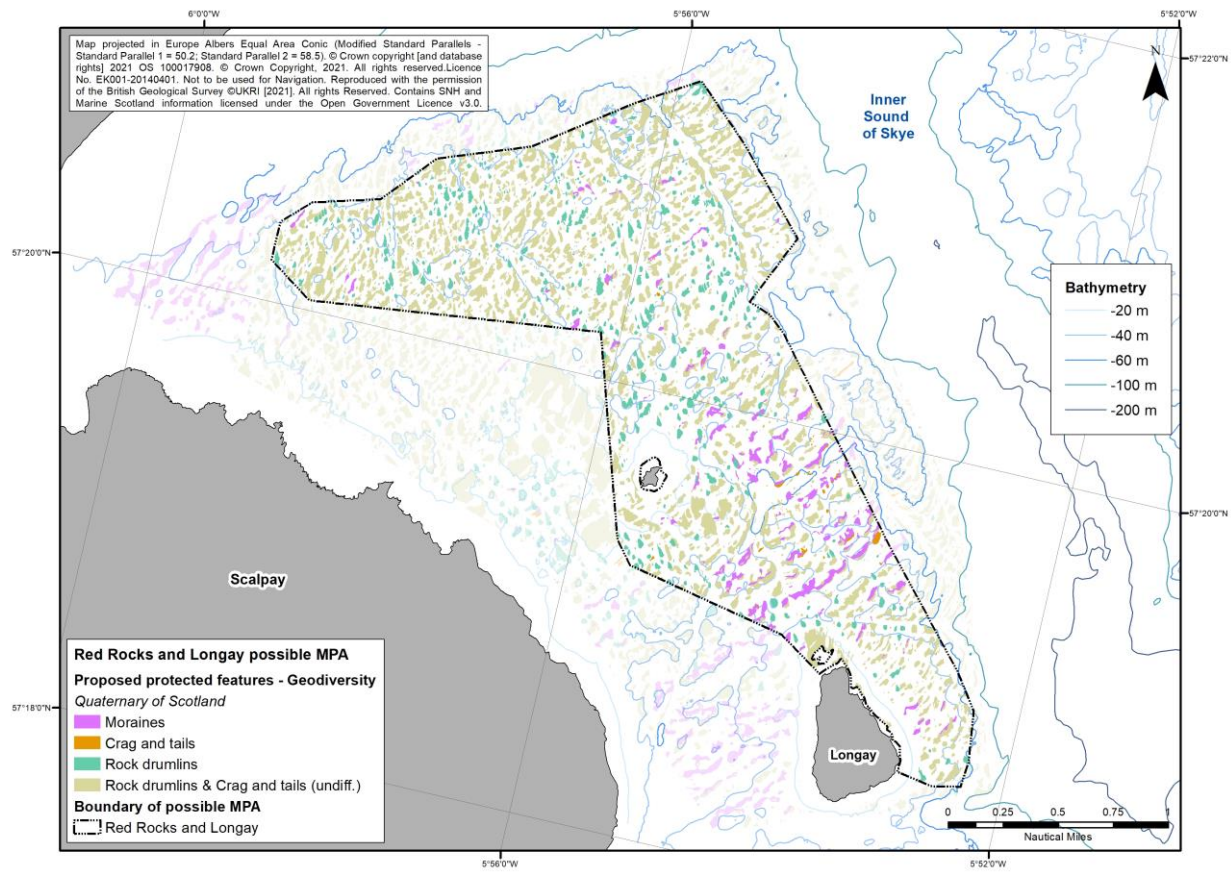 6°0'0"W
5°56'0"W
5°52'0"W
Map projected in Europe Albers Equal Area Conic (Modified Standard Parallels -
Standard Parallel 1 = 50.2; Standard Parallel 2 = 58.5). © Crown copyright [and database
rights] 2021 OS 100017908. © Crown Copyright, 2021. All rights reserved.Licence
No. EK001-20140401. Not to be used for Navigation. Reproduced with the permission
of the British Geological Survey ©UKRI [2021]. All rights Reserved. Contains SNH and
Marine Scotland information licensed under the Open Government Licence v3.0.
N
57°22'0"N
Inner
Sound
of Skye
57°20'0"N
Bathymetry
-20 m
-40 m
-60 m
-100 m
-200 m
57°20'0"N
Scalpay
Red Rocks and Longay possible MPA
Proposed protected features - Geodiversity
Quaternary of Scotland
Moraines
Crag and tails
Rock drumlins
Rock drumlins & Crag and tails (undiff.)
Boundary of possible MPA
Red Rocks and Longay
57°18'0"N
Longay
0 0.25 0.5 0.75 1
Nautical Miles
5°56'0"W
5°52'0"W